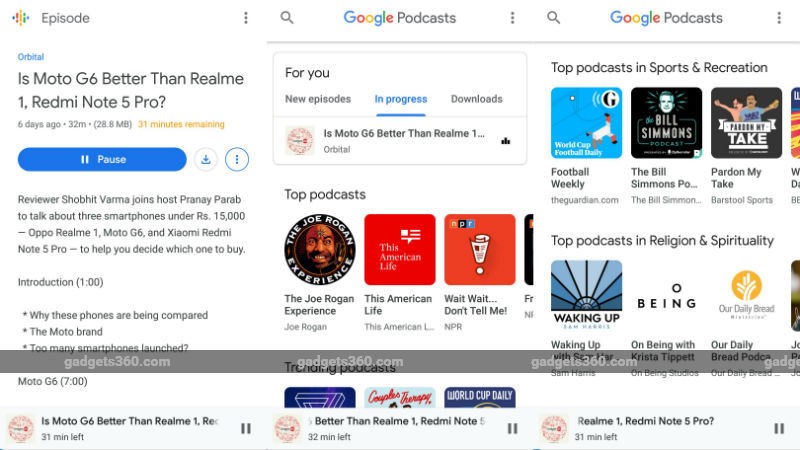 Episode
Orbital
Is Moto G6 Better Than Realme
1, Redmi Note 5 Pro?
6 days ago • 32m • (28.8 MB) 31 minutes remaining
Pause
Reviewer Shobhit Varma joins host Pranay Parab
to talk about three smartphones under Rs. 15,000
— Oppo Realme 1, Moto G6, and Xiaomi Redmi
Note 5 Pro — to help you decide which one to buy.
Introduction (1:00)
* Why these phones are being compared
* The Moto brand
* Too many smartphones launched?
gadgets360.com
Moto G6 (7:00)
Is Moto G6 Better Than Realme 1, Re
31 min left
Google Podcasts
For you
New episodes In progress Downloads
Is Moto G6 Better Than Realme 1...
Orbital
Top podcasts
THE JOE ROGAN
EXPERIENCE
This
American
Life
npr
The Joe Rogan
Experience
Joe Rogan
This American
Life
This American L...
Wait Wait...
Don't Tell Me!
NPR
Fr
NP
gadgets360.com
Trending podcasts
Couples Therapy
WORLD CUP DAILY
Better Than Realme 1, Redmi Note 5
32 min left
Google Podcasts
Top podcasts in Sports & Recreation
G
World Cup
Football Daily
the
BILL
SIMMONS
PODCAST
PARDON MY
TAKE
Football
Weekly
theguardian.com
The Bill
Simmons Po...
The Bill Simmon...
Pardon My
Take
Barstool Sports
W
Da
BE
Top podcasts in Religion & Spirituality
WAKING UP
SAM HARRIS
O
BEING
Our Daily Bread
Ministries
Waking Up
with Sam Har
Sam Harris
On Being with
Krista Tippett
On Being Studios
Our Daily
Bread Podca
Our Daily Bread ...
gadgets360.com
Realme 1, Redmi Note 5 Pro?
31 min left